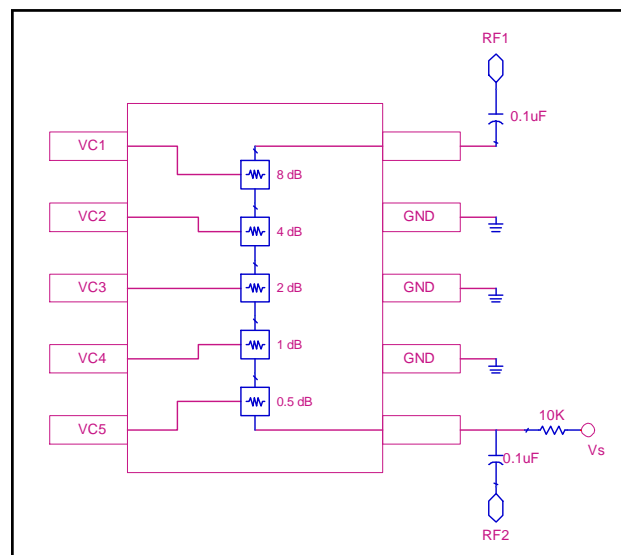 RF1
0.1uF
VC1
8 dB
VC2
4 dB
GND
VC3
2 dB
GND
VC4
1 dB
GND
VC5
0.5 dB
10K
Vs
0.1uF
RF2